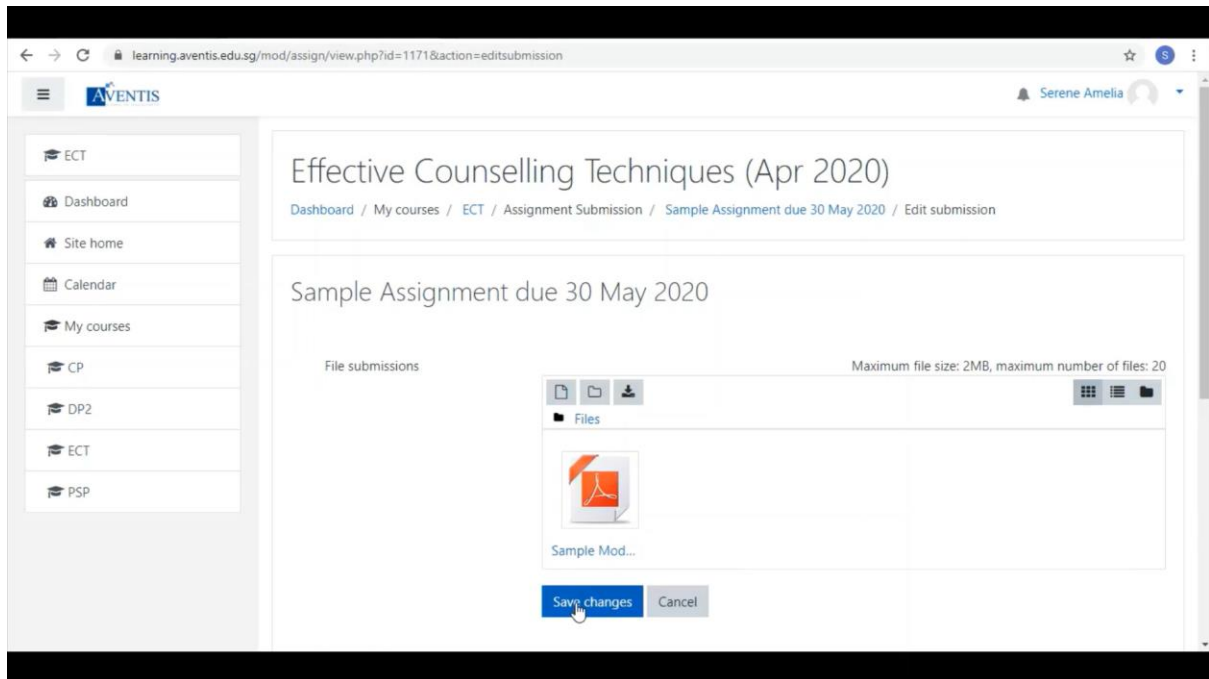 learning.aventis.edu.sg/mod/assign/view.php?id=1171&action=editsubmission
S
AVENTIS
Serene Amelia
ECT
Dashboard
Site home
Calendar
My courses
CP
DP2
ECT
PSP
Effective Counselling Techniques (Apr 2020)
Dashboard / My courses / ECT / Assignment Submission / Sample Assignment due 30 May 2020 / Edit submission
Sample Assignment due 30 May 2020
File submissions
Maximum file size: 2MB, maximum number of files: 20
Files
Sample Mod...
Save changes
Cancel